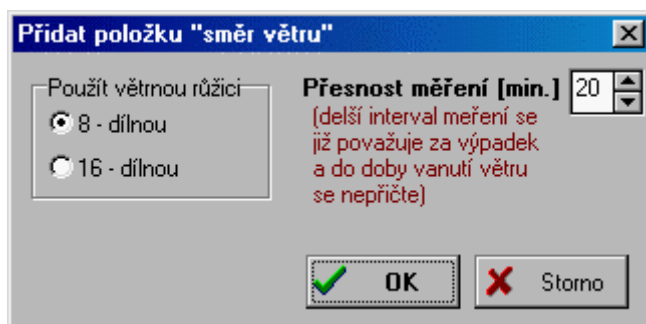 Přidat položku "směr větru"
Použít větrnou růžici
8 - dílnou
16 - dílnou
Přesnost měření [min.] 20
(delší interval meření se
již považuje za výpadek
a do doby vanutí větru
se nepřičte)
OK
Storno